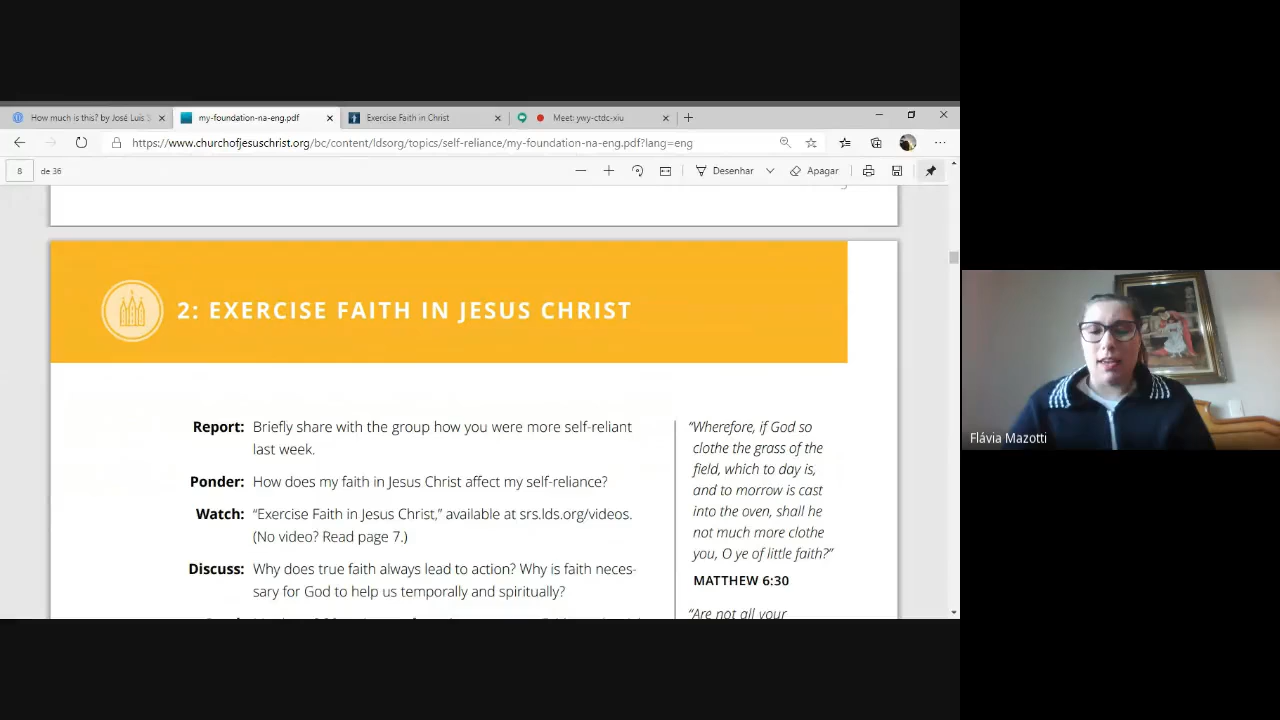 How much is this? by José Luis
my-foundation-na-eng.pdf
Exercise Faith in Christ
Meet: ywy-ctdc-xiu
https://www.churchofjesuschrist.org/bc/content/ldsorg/topics/self-reliance/my-foundation-na-eng.pdf?lang=eng
8 de 36
Desenhar
Apagar
2: EXERCISE FAITH IN JESUS CHRIST
Report: Briefly share with the group how you were more self-reliant
last week.
Ponder: How does my faith in Jesus Christ affect my self-reliance?
Watch: “Exercise Faith in Jesus Christ,” available at srs.lds.org/videos.
(No video? Read page 7.)
Discuss: Why does true faith always lead to action? Why is faith neces-
sary for God to help us temporally and spiritually?
“Wherefore, if God so
clothe the grass of the
field, which to day is,
and to morrow is cast
into the oven, shall he
not much more clothe
you, O ye of little faith?”
MATTHEW 6:30
“Are not all your
Flávia Mazotti